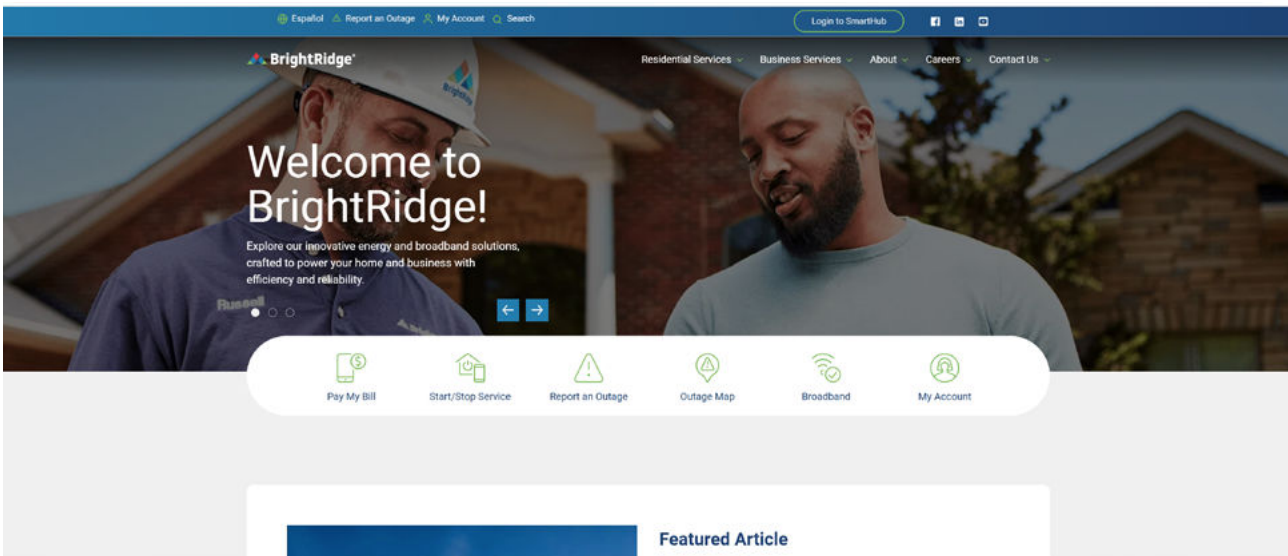 Español Report an Outage My Account Search Login to SmartHub
BrightRidge Residential Services Business Services About Careers Contact Us
BrightRidge
Welcome to
BrightRidge!
Explore our innovative energy and broadband solutions,
crafted to power your home and business with
efficiency and reliability.
Russell
Pay My Bill Start/Stop Service Report an Outage Outage Map Broadband My Account
Featured Article